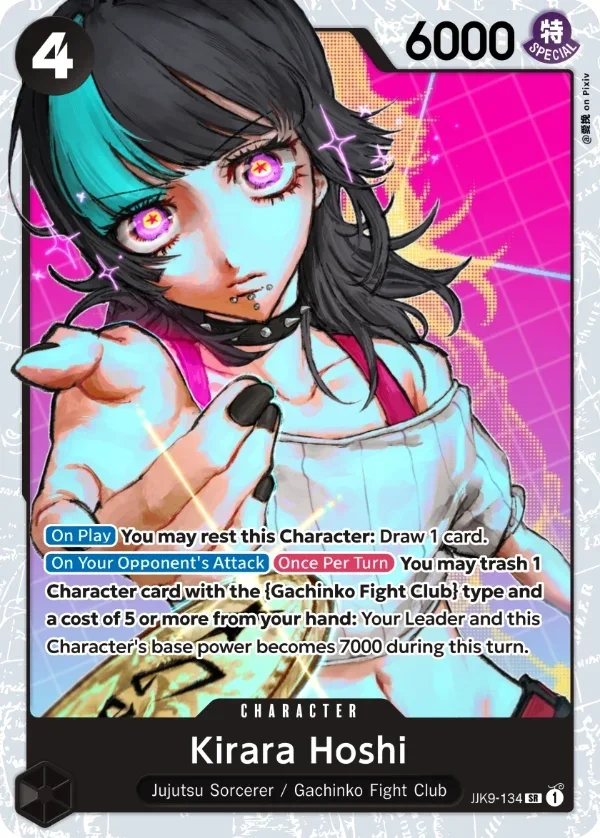 4
6000
特
SPECIAL
@愛挽 on Pixiv
On Play You may rest this Character: Draw 1 card.
On Your Opponent's Attack Once Per Turn You may trash 1
Character card with the {Gachinko Fight Club} type and
a cost of 5 or more from your hand: Your Leader and this
Character's base power becomes 7000 during this turn.
CHARACTER
Kirara Hoshi
Jujutsu Sorcerer / Gachinko Fight Club
JJK9-134 SR 1